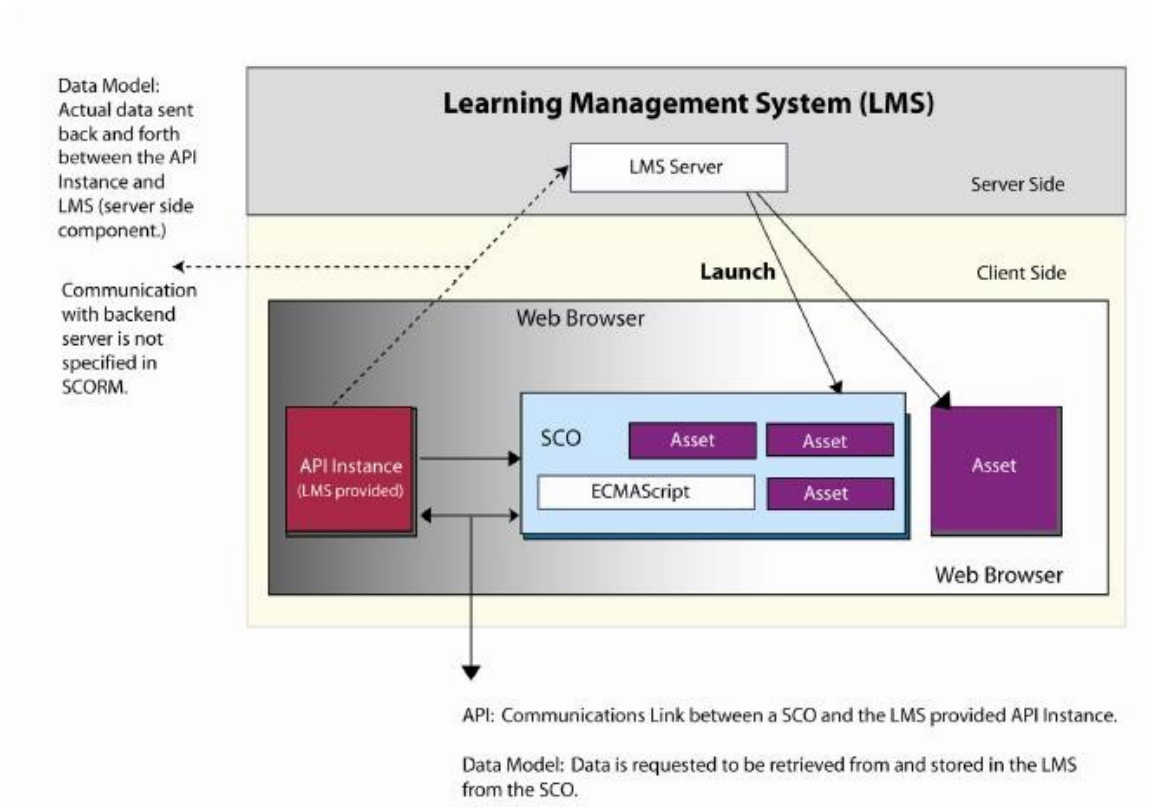 Learning Management System (LMS)
LMS Server
Server Side
Data Model:
Actual data sent
back and forth
between the API
Instance and
LMS (server side
component.)
Communication
with backend
server is not
specified in
SCORM.
Launch
Client Side
Web Browser
API Instance
(LMS provided)
SCO
Asset
Asset
ECMAScript
Asset
Asset
Web Browser
API: Communications Link between a SCO and the LMS provided API Instance.
Data Model: Data is requested to be retrieved from and stored in the LMS
from the SCO.